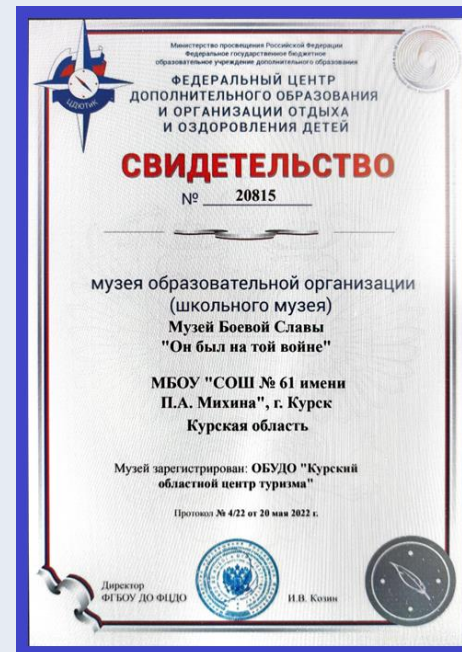 Министерство просвещения Российской Федерации
Федеральное государственное бюджетное
образовательное учреждение дополнительного образования
ФЕДЕРАЛЬНЫЙ ЦЕНТР
ДОПОЛНИТЕЛЬНОГО ОБРАЗОВАНИЯ
И ОРГАНИЗАЦИИ ОТДЫХА
И ОЗДОРОВЛЕНИЯ ДЕТЕЙ
ЦДЮТиК
СВИДЕТЕЛЬСТВО
№ 20815
музея образовательной организации
(школьного музея)
Музей Боевой Славы
"Он был на той войне"
МБОУ "СОШ № 61 имени
П.А. Михина", г. Курск
Курская область
Музей зарегистрирован: ОБУДО "Курский
областной центр туризма"
Протокол № 4/22 от 20 мая 2022 г.
Директор
ФГБОУ ДО ФЦДО
И.В. Козин